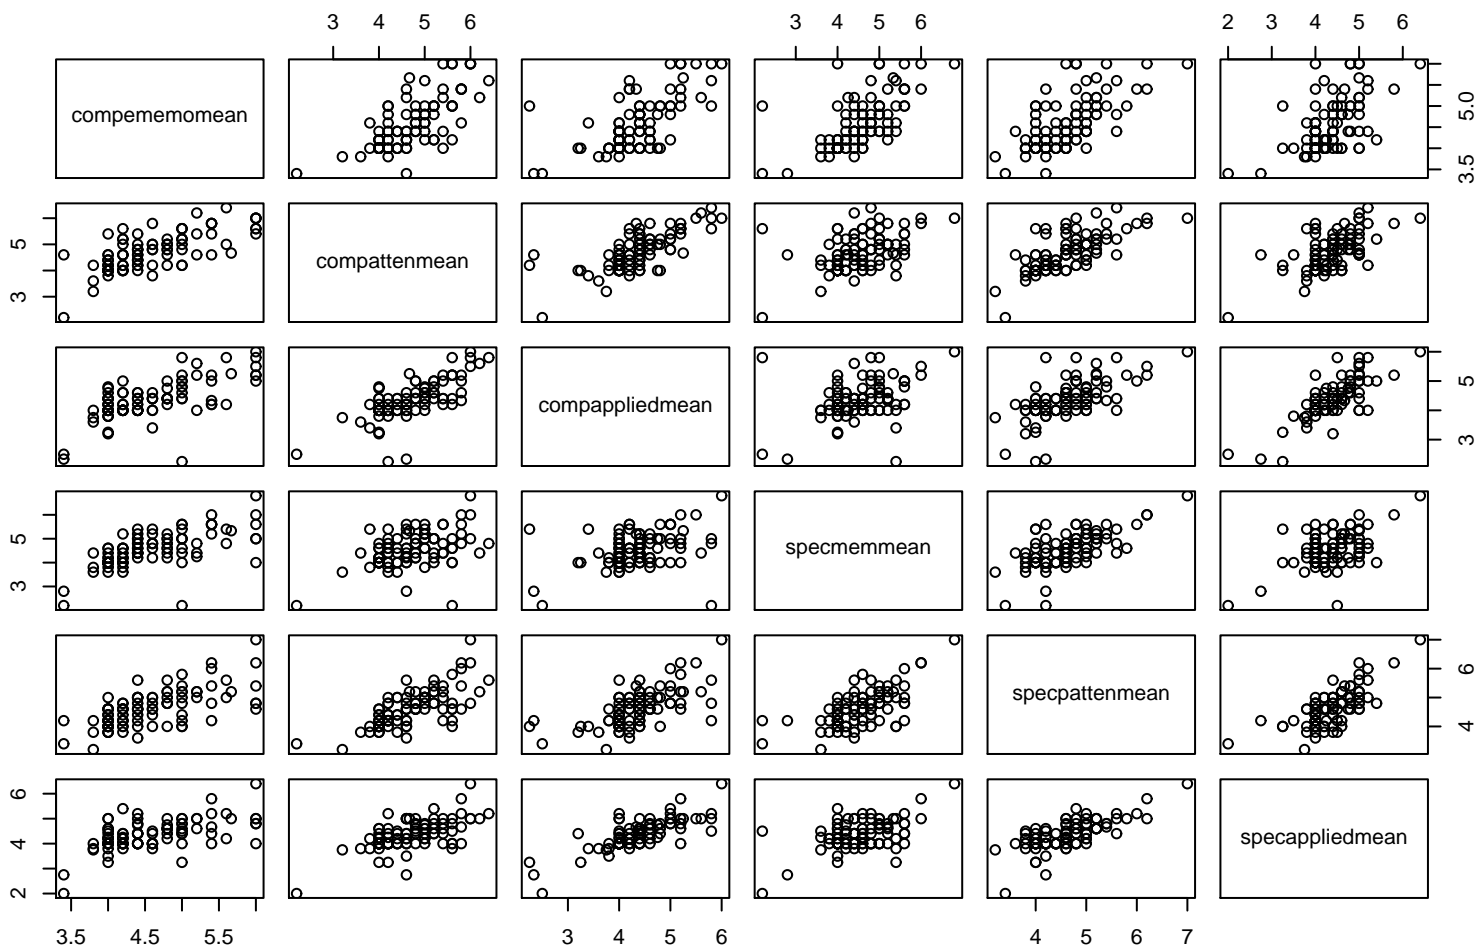 3 4 5 6
3 4 5 6
2 3 4 5 6
compememomean
3.5 5.0
3 5
compattenmean
compappliedmean
3 5
3 5
specmemmean
specpattenmean
4 6
2 4 6
specappliedmean
3.5 4.5 5.5
3 4 5 6
4 5 6 7